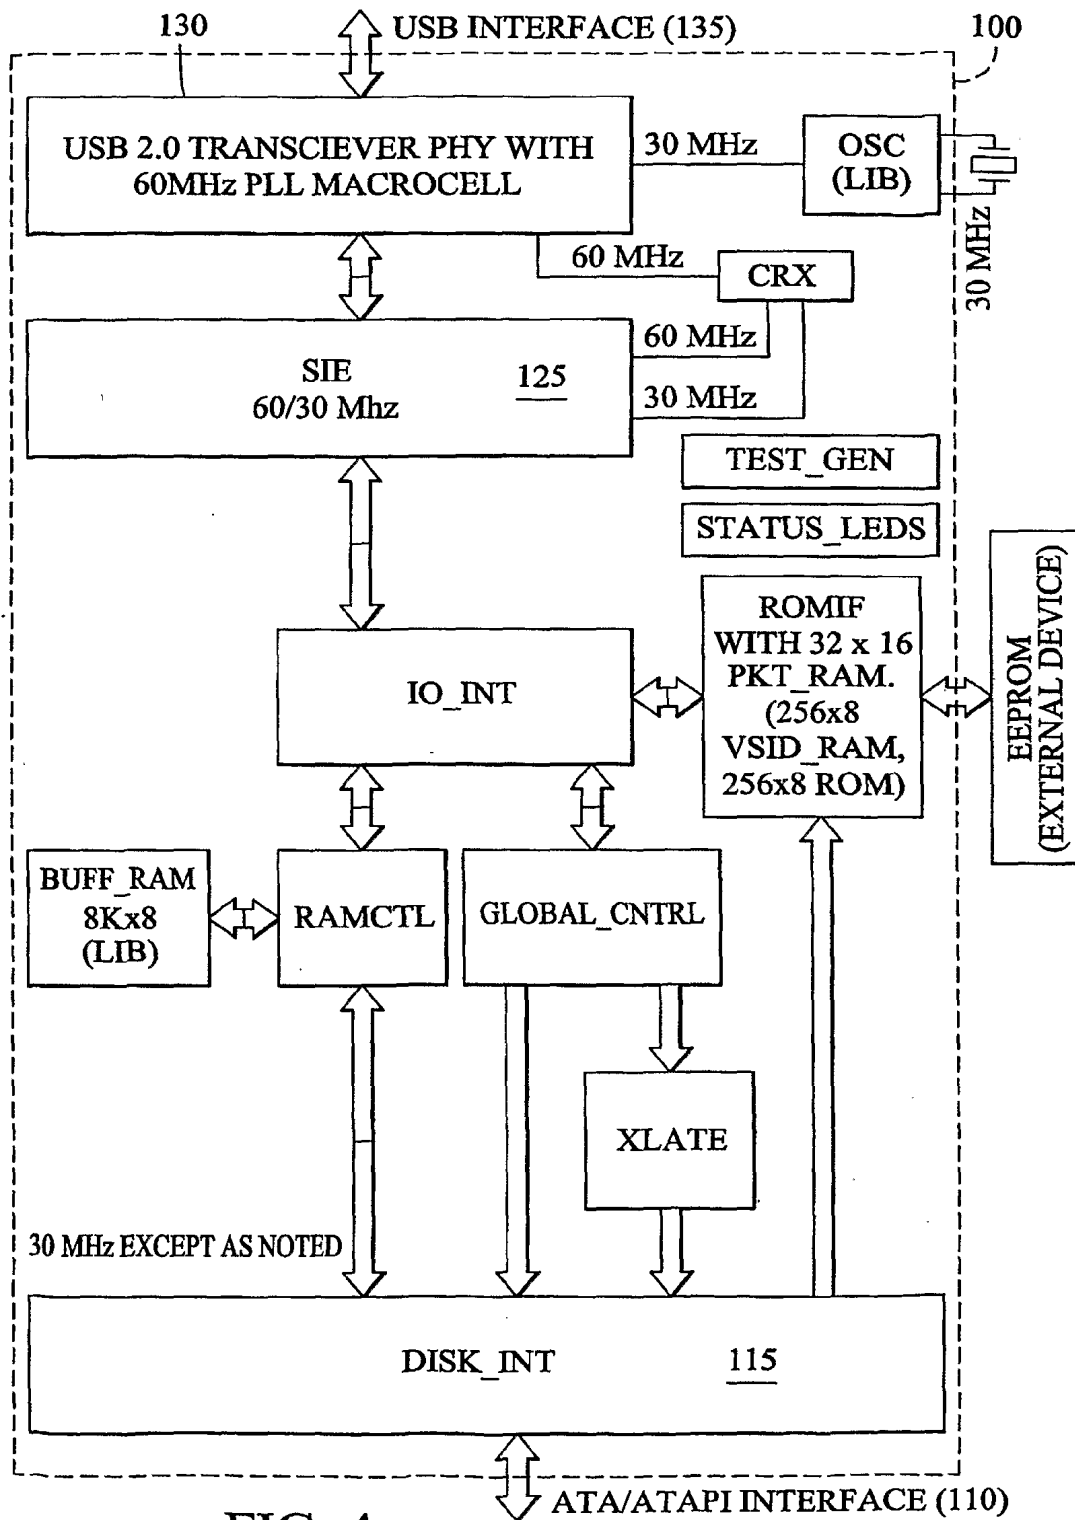 130
USB INTERFACE (135)
100
USB 2.0 TRANSCIEVER PHY WITH
60MHz PLL MACROCELL
30 MHz
OSC
(LIB)
30 MHz
60 MHz
CRX
SIE
60/30 Mhz
125
60 MHz
30 MHz
TEST_GEN
STATUS_LEDS
IO_INT
ROMIF
WITH 32 x 16
PKT_RAM.
(256x8
VSID_RAM,
256x8 ROM)
EEPROM
(EXTERNAL DEVICE)
BUFF_RAM
8Kx8
(LIB)
RAMCTL
GLOBAL_CNTRL
XLATE
30 MHz EXCEPT AS NOTED
DISK_INT
115
ATA/ATAPI INTERFACE (110)